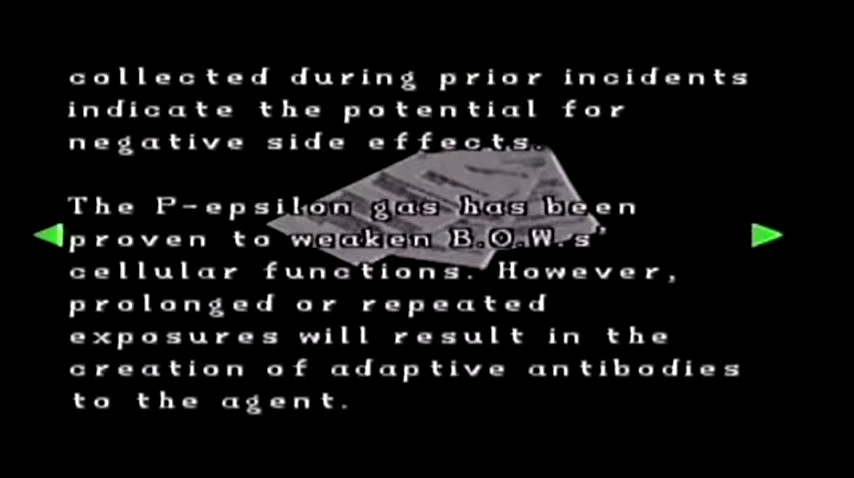 collected during prior incidents
indicate the potential for
negative side effects.
The P-epsilon gas has been
proven to weaken B.O.W.s'
cellular functions. However,
prolonged or repeated
exposures will result in the
creation of adaptive antibodies
to the agent.